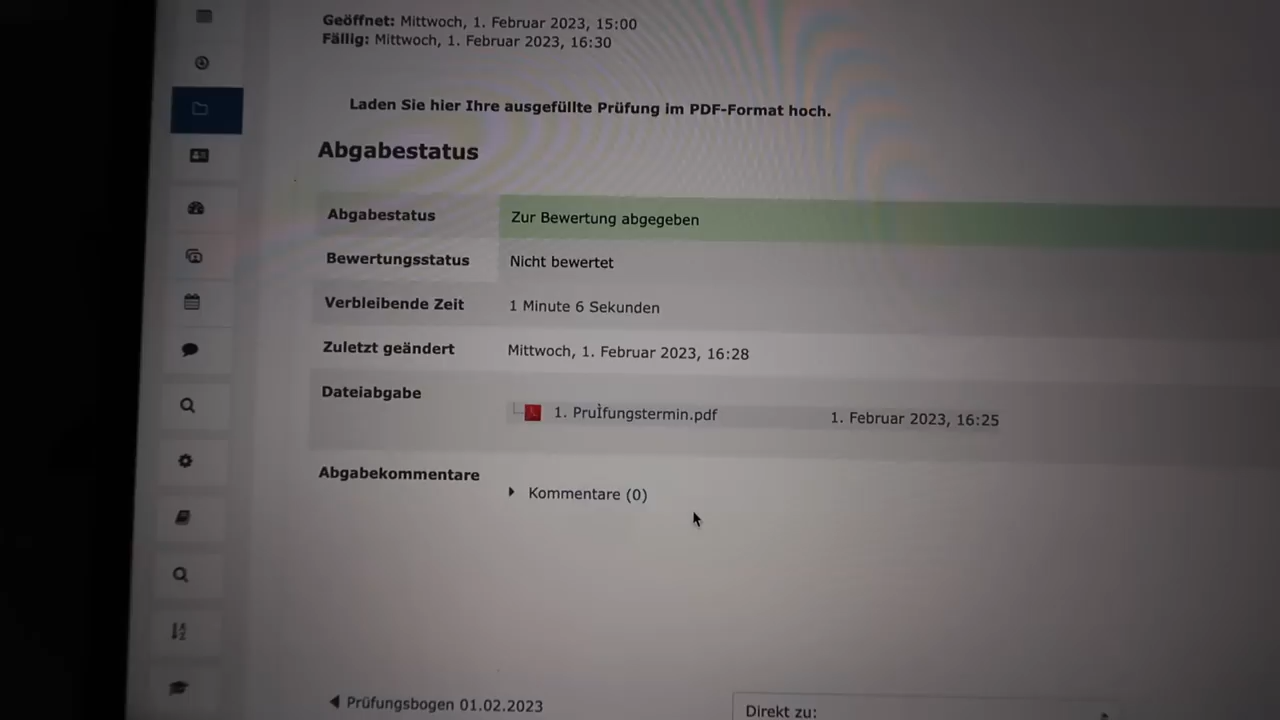 Geöffnet: Mittwoch, 1. Februar 2023, 15:00
Fällig: Mittwoch, 1. Februar 2023, 16:30
Laden Sie hier Ihre ausgefüllte Prüfung im PDF-Format hoch.
Abgabestatus
Abgabestatus Zur Bewertung abgegeben
Bewertungsstatus Nicht bewertet
Verbleibende Zeit 1 Minute 6 Sekunden
Zuletzt geändert Mittwoch, 1. Februar 2023, 16:28
Dateiabgabe 1. Pruìfungstermin.pdf 1. Februar 2023, 16:25
Abgabekommentare Kommentare (0)
Prüfungsbogen 01.02.2023
Direkt zu: